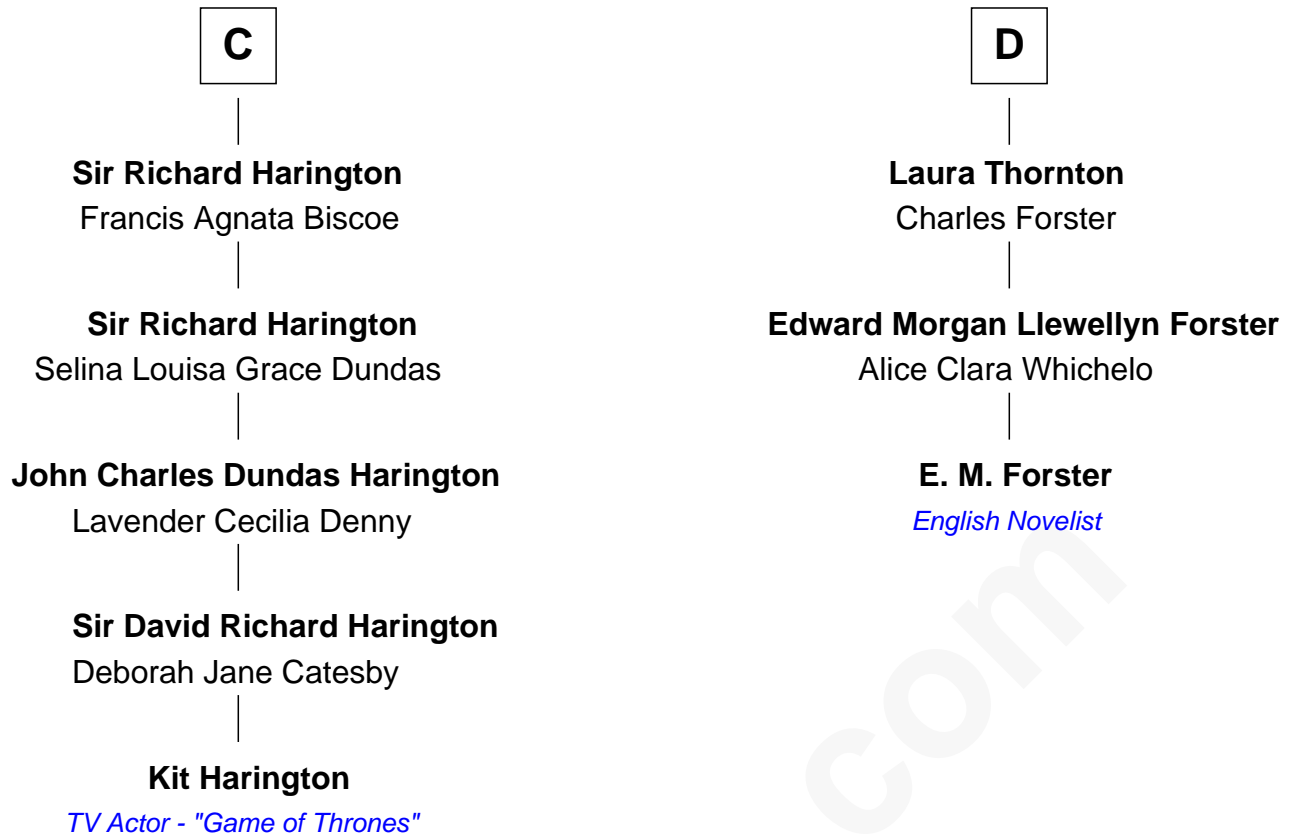 C
Sir Richard Harington
Francis Agnata Biscoe
Sir Richard Harington
Selina Louisa Grace Dundas
John Charles Dundas Harington
Lavender Cecilia Denny
Sir David Richard Harington
Deborah Jane Catesby
Kit Harington
TV Actor - "Game of Thrones"
D
Laura Thornton
Charles Forster
Edward Morgan Llewellyn Forster
Alice Clara Whichelo
E. M. Forster
English Novelist
com